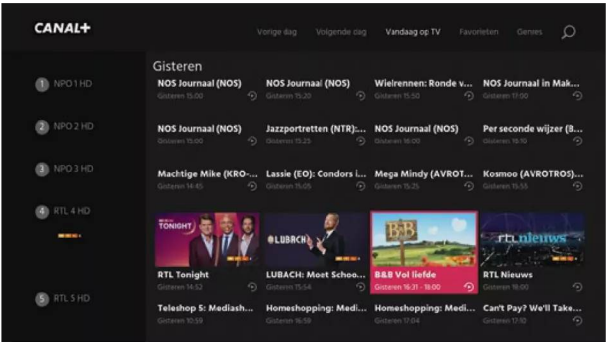 CANAL+
Vorige dag Volgende dag Vandaag op TV Favorieten Genres
Gisteren
1 NPO 1 HD
NOS Journaal (NOS) NOS Journaal (NOS) Wielrennen: Ronde v... NOS Journaal in Mak...
Gisteren 15:00 Gisteren 15:20 Gisteren 15:50 Gisteren 17:00
2 NPO 2 HD
NOS Journaal (NOS) Jazzportretten (NTR):... NOS Journaal (NOS) Per seconde wijzer (B...
Gisteren 15:00 Gisteren 15:25 Gisteren 16:00 Gisteren 16:10
3 NPO 3 HD
Machtige Mike (KRO-... Lassie (EO): Condors i... Mega Mindy (AVROT... Kosmoo (AVROTROS)...
Gisteren 14:45 Gisteren 15:05 Gisteren 15:25 Gisteren 15:55
4 RTL 4 HD
TONIGHT LUBACH B&B rtl nieuws
RTL Tonight LUBACH: Moet Schoo... B&B Vol liefde RTL Nieuws
Gisteren 14:52 Gisteren 15:54 Gisteren 16:31 - 18:00 Gisteren 18:00
5 RTL 5 HD
Teleshop 5: Mediash... Homeshopping: Medi... Homeshopping: Medi... Can't Pay? We'll Take...
Gisteren 10:59 Gisteren 16:59 Gisteren 17:04 Gisteren 17:10